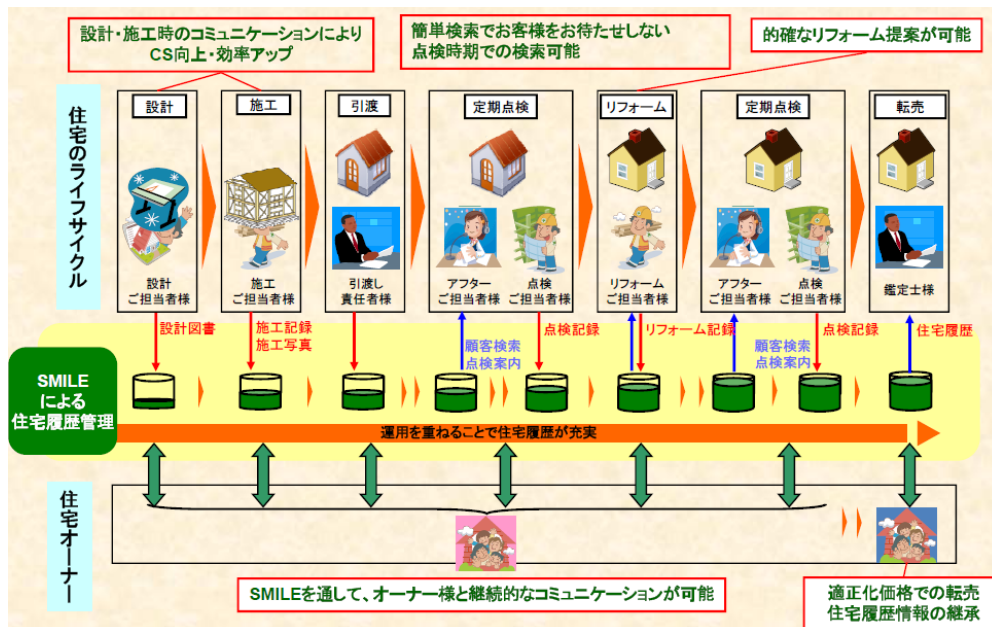 設計・施工時のコミュニケーションにより
CS向上・効率アップ
簡単検索でお客様をお待たせしない
点検時期での検索可能
的確なリフォーム提案が可能
住宅のライフサイクル
設計
施工
引渡
定期点検
リフォーム
定期点検
転売
設計
ご担当者様
施工
ご担当者様
引渡し
責任者様
アフター
ご担当者様
点検
ご担当者様
リフォーム
ご担当者様
アフター
ご担当者様
点検
ご担当者様
鑑定士様
設計図書
施工記録
施工写真
顧客検索
点検案内
点検記録
リフォーム記録
顧客検索
点検案内
点検記録
住宅履歴
SMILE
による
住宅履歴管理
運用を重ねることで住宅履歴が充実
住宅オーナー
SMILEを通して、オーナー様と継続的なコミュニケーションが可能
適正化価格での転売
住宅履歴情報の継承